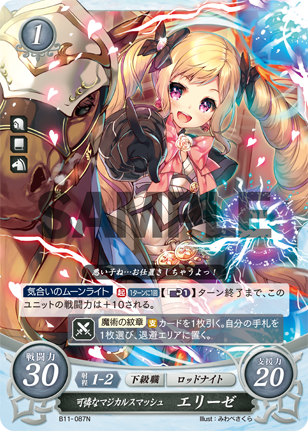 1
SAMPLE
悪い子ね…お仕置きしちゃうよっ!
気合いのムーンライト 起 1ターンに1回 【1】ターン終了まで、この
ユニットの戦闘力は+10される。
魔術の紋章 支 カードを1枚引く。自分の手札を
1枚選び、退避エリアに置く。
戦闘力
30
射程 1-2 下級職 ロッドナイト
支援力
20
可憐なマジカルスマッシュ エリーゼ
B11-067N
Illust:みわべさくら